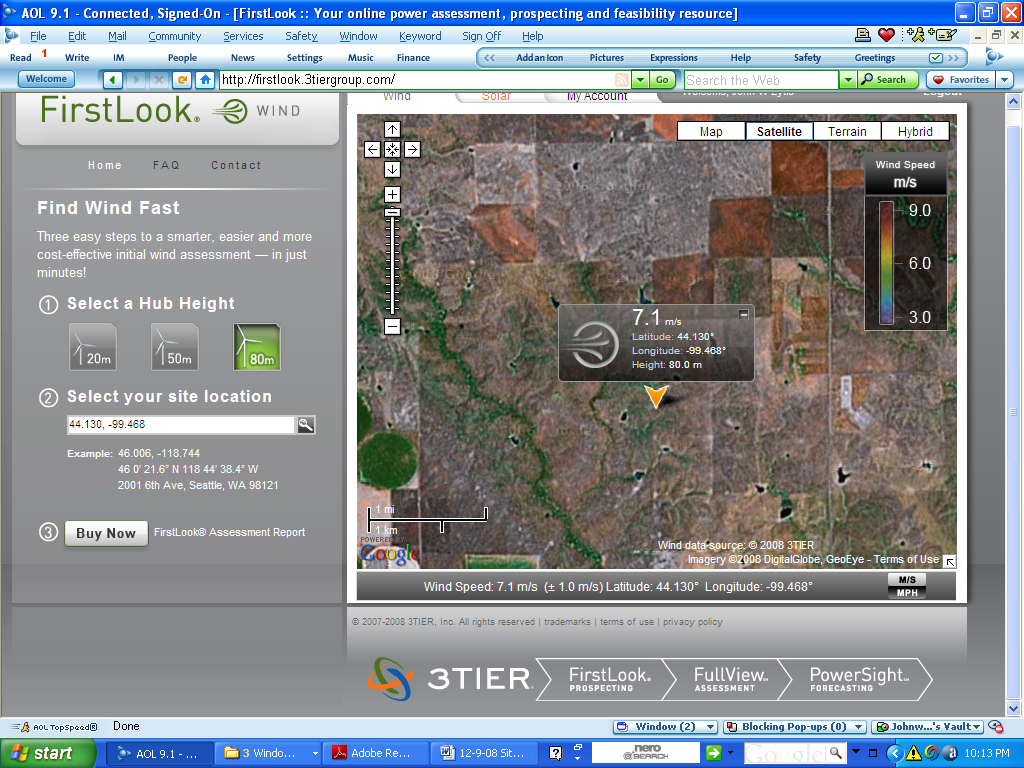 AOL 9.1 - Connected, Signed-On - [FirstLook :: Your online power assessment, prospecting and feasibility resource]
File Edit Mail Community Services Safety Window Keyword Sign Off Help
Read 1 Write IM People News Settings Music Finance Add an Icon Pictures Expressions Help Safety Greetings
Welcome http://firstlook.3tiergroup.com/ Go Search the Web Search Favorites
Wind Solar My Account Logout
FirstLook® WIND
Home FAQ Contact
Find Wind Fast
Three easy steps to a smarter, easier and more
cost-effective initial wind assessment — in just
minutes!
1 Select a Hub Height
20m 50m 80m
2 Select your site location
44.130, -99.468
Example: 46.006, -118.744
46 0' 21.6" N 118 44' 38.4" W
2001 6th Ave, Seattle, WA 98121
3 Buy Now FirstLook® Assessment Report
Map Satellite Terrain Hybrid
Wind Speed
m/s
9.0
6.0
3.0
7.1 m/s
Latitude: 44.130°
Longitude: -99.468°
Height: 80.0 m
1 mi
1 km
POWERED BY
Google
Wind data source: © 2008 3TIER
Imagery ©2008 DigitalGlobe, GeoEye - Terms of Use
Wind Speed: 7.1 m/s (± 1.0 m/s) Latitude: 44.130° Longitude: -99.468°
M/S
MPH
© 2007-2008 3TIER, Inc. All rights reserved | trademarks | terms of use | privacy policy
3TIER
FirstLook® PROSPECTING
FullView™ ASSESSMENT
PowerSight™ FORECASTING
AOL TopSpeed® Done Window (2) Blocking Pop-ups (0) Johnw...'s Vault
start AOL 9.1 - ... 3 Windo... Adobe Re... 12-9-08 Sit... nero SEARCH Google 10:13 PM